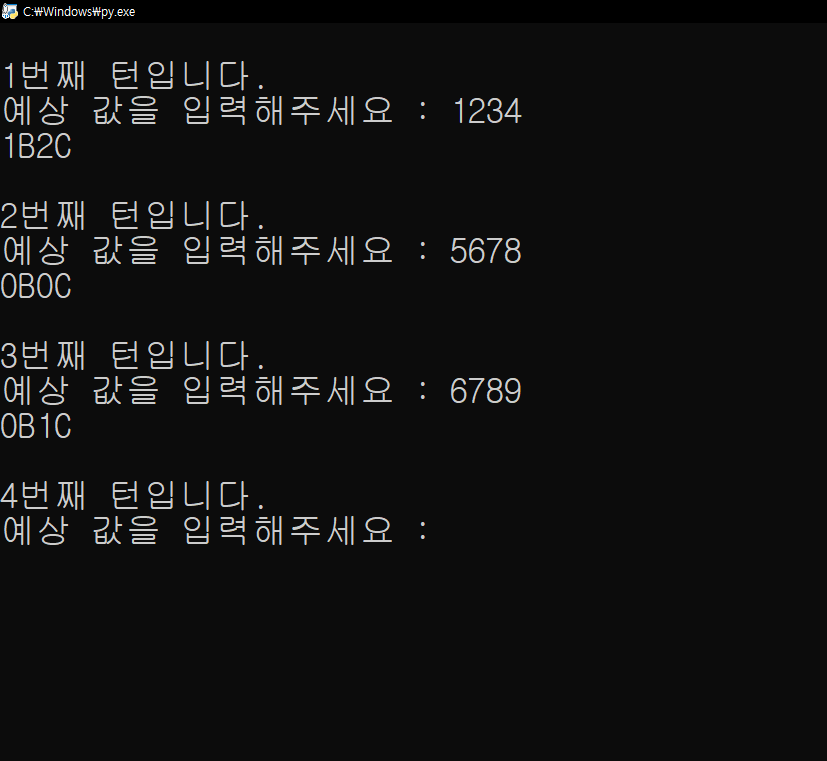 C:₩Windows₩py.exe
1번째 턴입니다.
예상 값을 입력해주세요 : 1234
1B2C
2번째 턴입니다.
예상 값을 입력해주세요 : 5678
0B0C
3번째 턴입니다.
예상 값을 입력해주세요 : 6789
0B1C
4번째 턴입니다.
예상 값을 입력해주세요 :